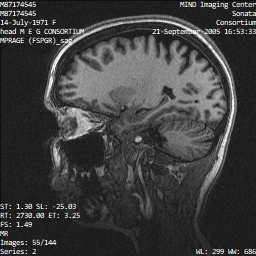 M87174545
M87174545
14-July-1971 F
head M E G CONSORTIUM
MPRAGE (FSPGR)_sag
MIND Imaging Center
Sonata
Consortium
21-September-2005 16:53:33
ST: 1.30 SL: -25.03
RT: 2730.00 ET: 3.25
FS: 1.49
MR
Images: 55/144
Series: 2
WL: 299 WW: 686